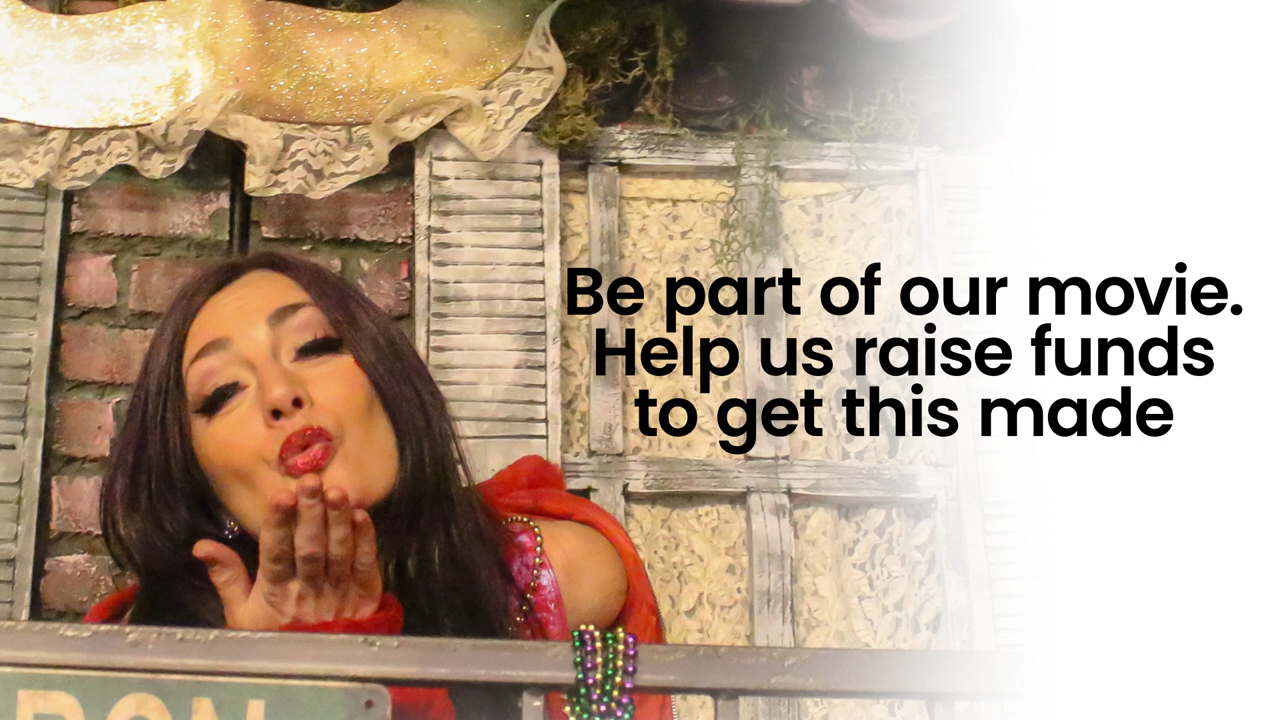 Be part of our movie.
Help us raise funds
to get this made